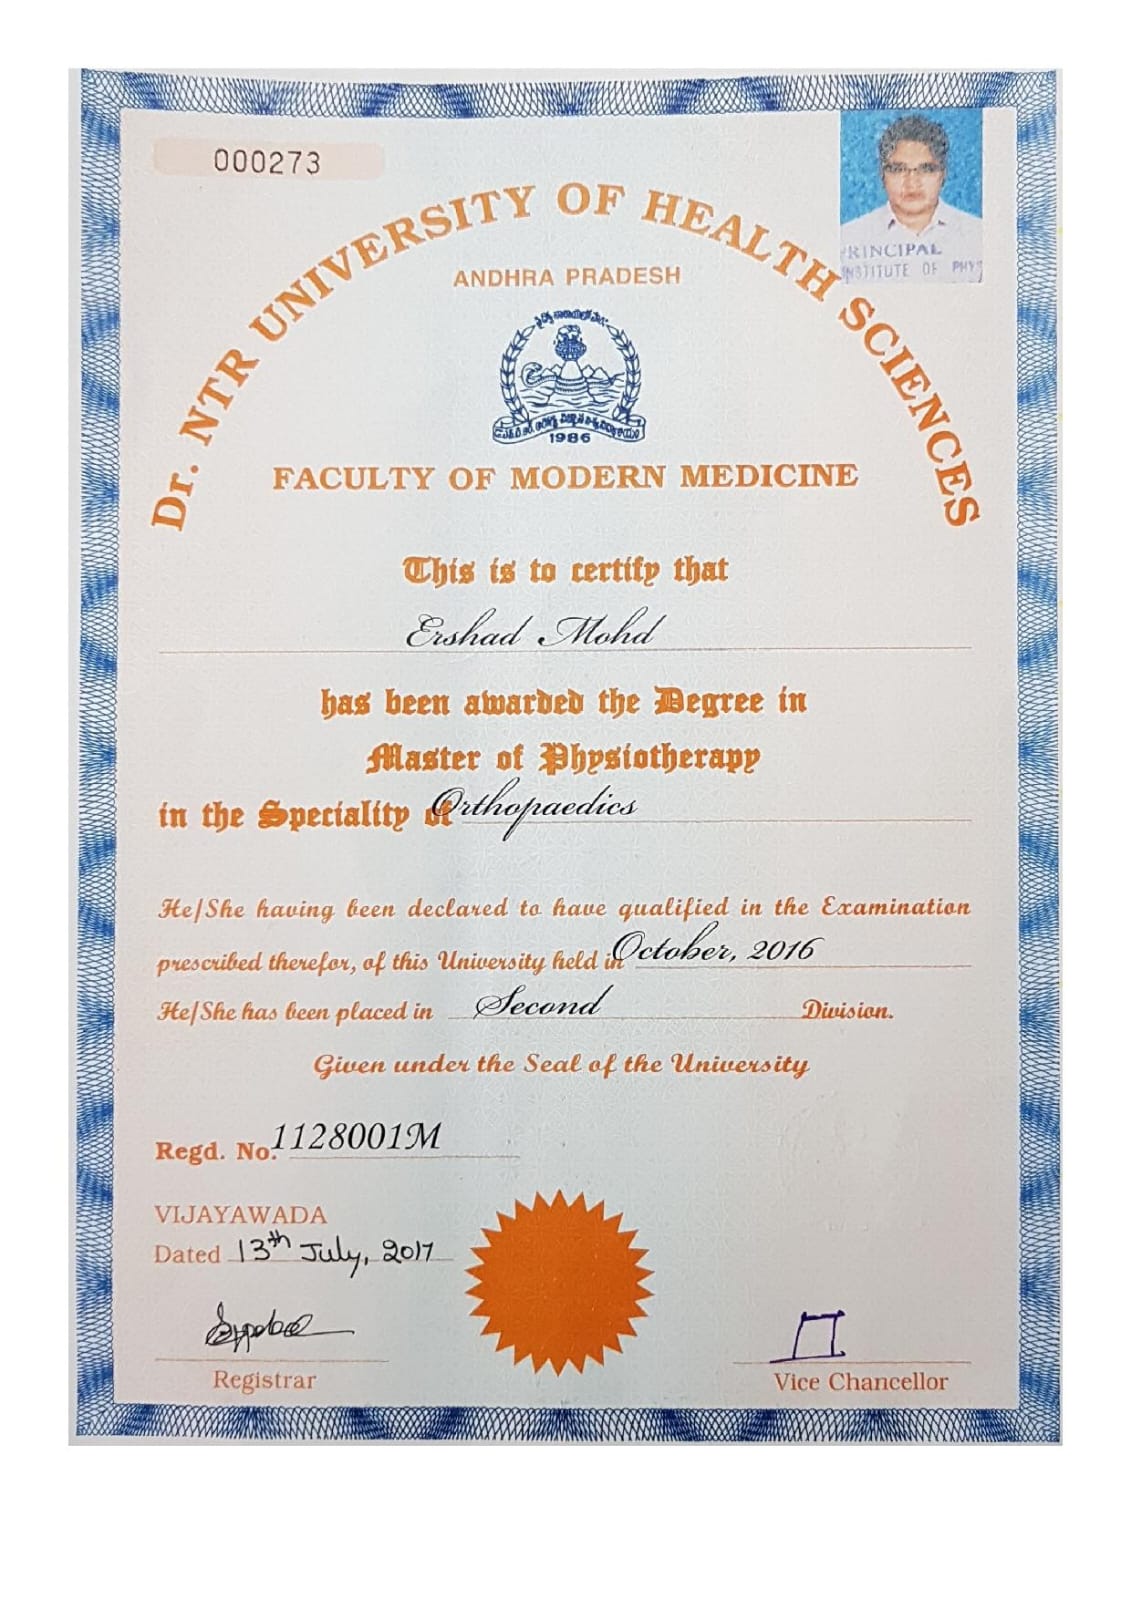 000273
Dr. NTR UNIVERSITY OF HEALTH SCIENCES
ANDHRA PRADESH
PRINCIPAL
INSTITUTE OF PHYS
1986
FACULTY OF MODERN MEDICINE
This is to certify that
Ershad Mohd
has been awarded the Degree in
Master of Physiotherapy
in the Speciality of Orthopaedics
He/She having been declared to have qualified in the Examination
prescribed therefor, of this University held in October, 2016
He/She has been placed in Second Division.
Given under the Seal of the University
Regd. No. 1128001M
VIJAYAWADA
Dated 13th July, 2017
Registrar Vice Chancellor